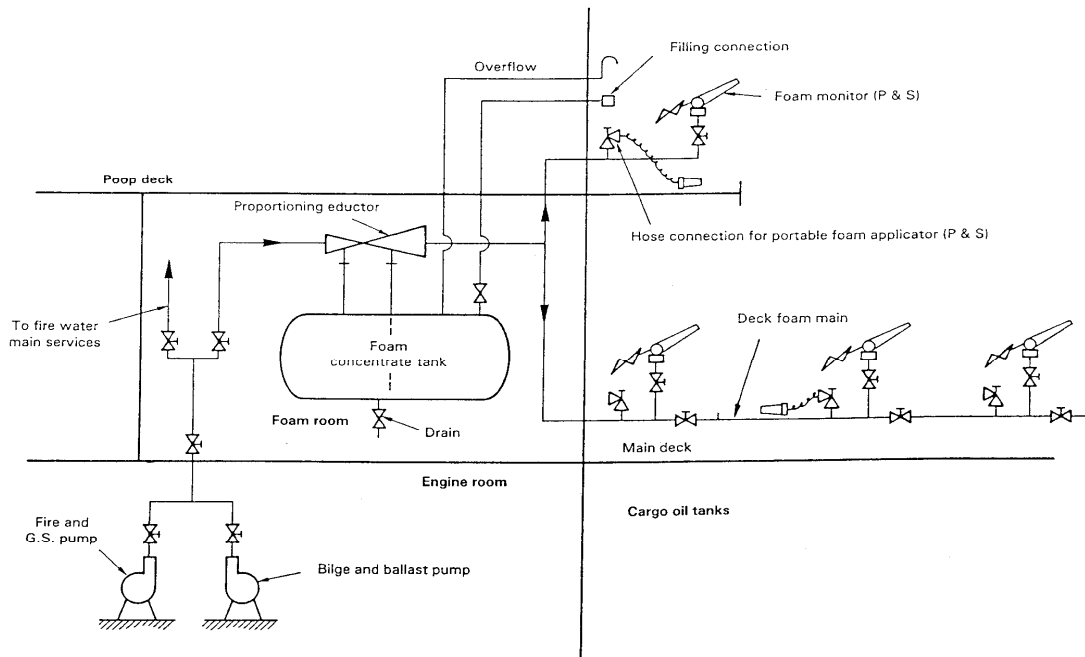 Filling connection
Overflow
Foam monitor (P & S)
Poop deck
Proportioning eductor
Hose connection for portable foam applicator (P & S)
To fire water
main services
Deck foam main
Foam
concentrate tank
Foam room
Drain
Main deck
Engine room
Cargo oil tanks
Fire and
G.S. pump
Bilge and ballast pump